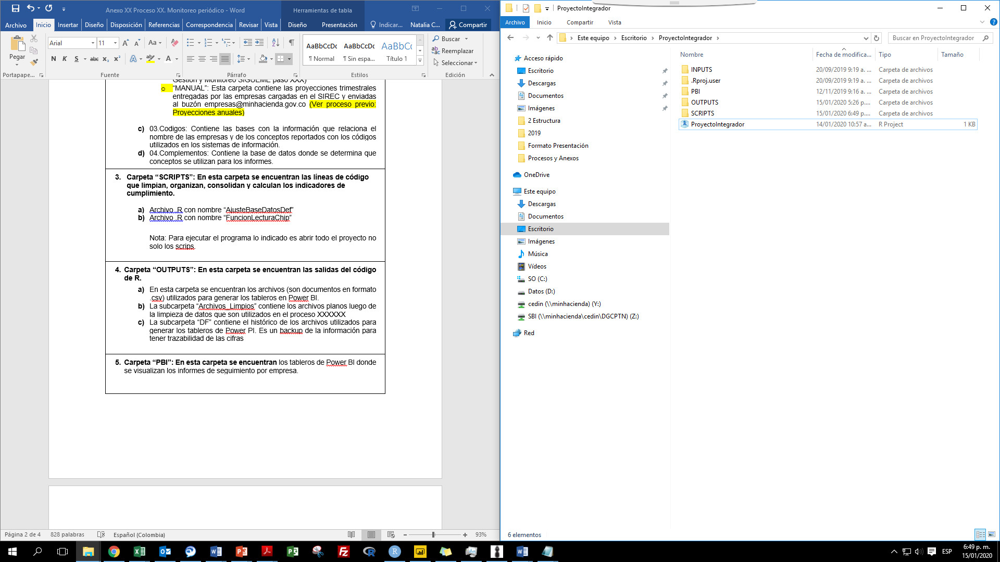 Anexo XX Proceso XX. Monitoreo periódico - Word
Herramientas de tabla
Archivo Inicio Insertar Diseño Disposición Referencias Correspondencia Revisar Vista Diseño Presentación Indicar... Natalia C... Compartir
Pegar
Arial 11
Aa
N K S abc x₂ x² A A
AaBbCcDc AaBbCcDc AaBbCc
¶ Normal ¶ Sin espa... Título 1
Buscar
Reemplazar
Seleccionar
Portapape... Fuente Párrafo Estilos Edición
Gestión y Monitoreo SIGUEME paso XXX)
o “MANUAL”: Esta carpeta contiene las proyecciones trimestrales
entregadas por las empresas cargadas en el SIREC y enviadas
al buzón empresas@minhacienda.gov.co (Ver proceso previo:
Proyecciones anuales)
c) 03.Codigos: Contiene las bases con la información que relaciona el
nombre de las empresas y de los conceptos reportados con los códigos
utilizados en los sistemas de información.
d) 04.Complementos: Contiene la base de datos donde se determina que
conceptos se utilizan para los informes.
3. Carpeta “SCRIPTS”: En esta carpeta se encuentran las líneas de código
que limpian, organizan, consolidan y calculan los indicadores de
cumplimiento.
a) Archivo .R con nombre “AjusteBaseDatosDef”
b) Archivo .R con nombre “FuncionLecturaChip”
Nota: Para ejecutar el programa lo indicado es abrir todo el proyecto no
solo los scrips.
4. Carpeta “OUTPUTS”: En esta carpeta se encuentran las salidas del código
de R.
a) En esta carpeta se encuentran los archivos (son documentos en formato
.csv) utilizados para generar los tableros en Power BI.
b) La subcarpeta “Archivos_Limpios” contiene los archivos planos luego de
la limpieza de datos que son utilizados en el proceso XXXXXX
c) La subcarpeta “DF” contiene el histórico de los archivos utilizados para
generar los tableros de Power PI. Es un backup de la información para
tener trazabilidad de las cifras
5. Carpeta “PBI”: En esta carpeta se encuentran los tableros de Power BI donde
se visualizan los informes de seguimiento por empresa.
Página 2 de 4 828 palabras Español (Colombia) 93%
ProyectoIntegrador
Archivo Inicio Compartir Vista
Este equipo Escritorio ProyectoIntegrador
Buscar en ProyectoIntegrador
Acceso rápido
Escritorio
Descargas
Documentos
Imágenes
2 Estructura
2019
Formato Presentación
Procesos y Anexos
OneDrive
Este equipo
Descargas
Documentos
Escritorio
Imágenes
Música
Vídeos
SO (C:)
Datos (D:)
cedin (\\minhacienda) (Y:)
SBI (\\minhacienda\cedin\DGCPTN) (Z:)
Red
Nombre Fecha de modifica... Tipo Tamaño
INPUTS 20/09/2019 9:19 a. ... Carpeta de archivos
.Rproj.user 20/09/2019 9:19 a. ... Carpeta de archivos
PBI 12/11/2019 9:16 a. ... Carpeta de archivos
OUTPUTS 15/01/2020 5:26 p.... Carpeta de archivos
SCRIPTS 15/01/2020 6:49 p.... Carpeta de archivos
ProyectoIntegrador 14/01/2020 10:57 a... R Project 1 KB
6 elementos
ESP
6:49 p. m.
15/01/2020